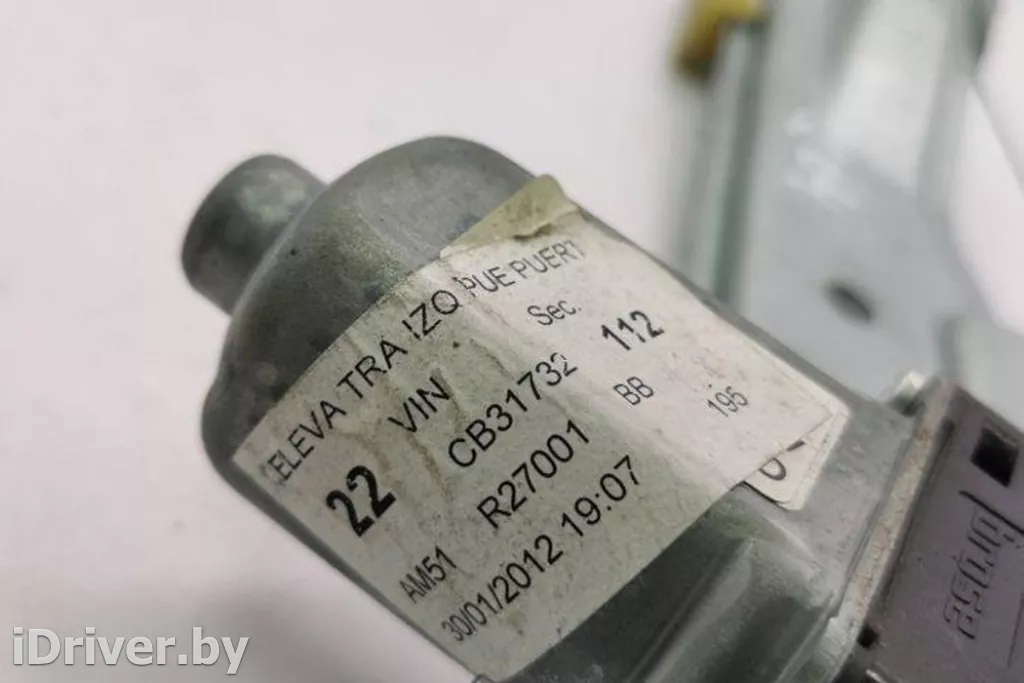 ELEVA TRA IZQ PUE PUERT
22 VIN Sec.
CB31732 112
AM51 R27001 BB 195
30/01/2012 19:07
brose
iDriver.by